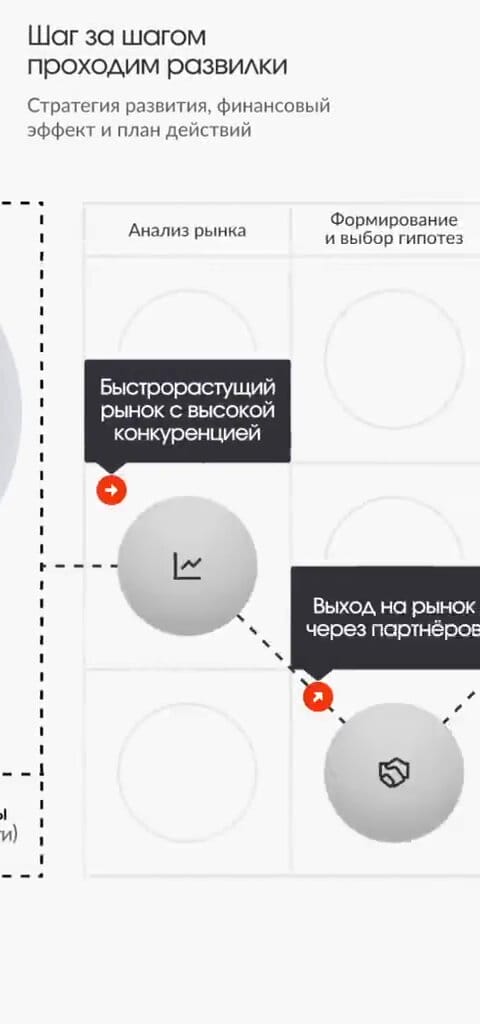 Шаг за шагом
проходим развилки
Стратегия развития, финансовый
эффект и план действий
Анализ рынка
Формирование
и выбор гипотез
Быстрорастущий
рынок с высокой
конкуренцией
Выход на рынок
через партнёров